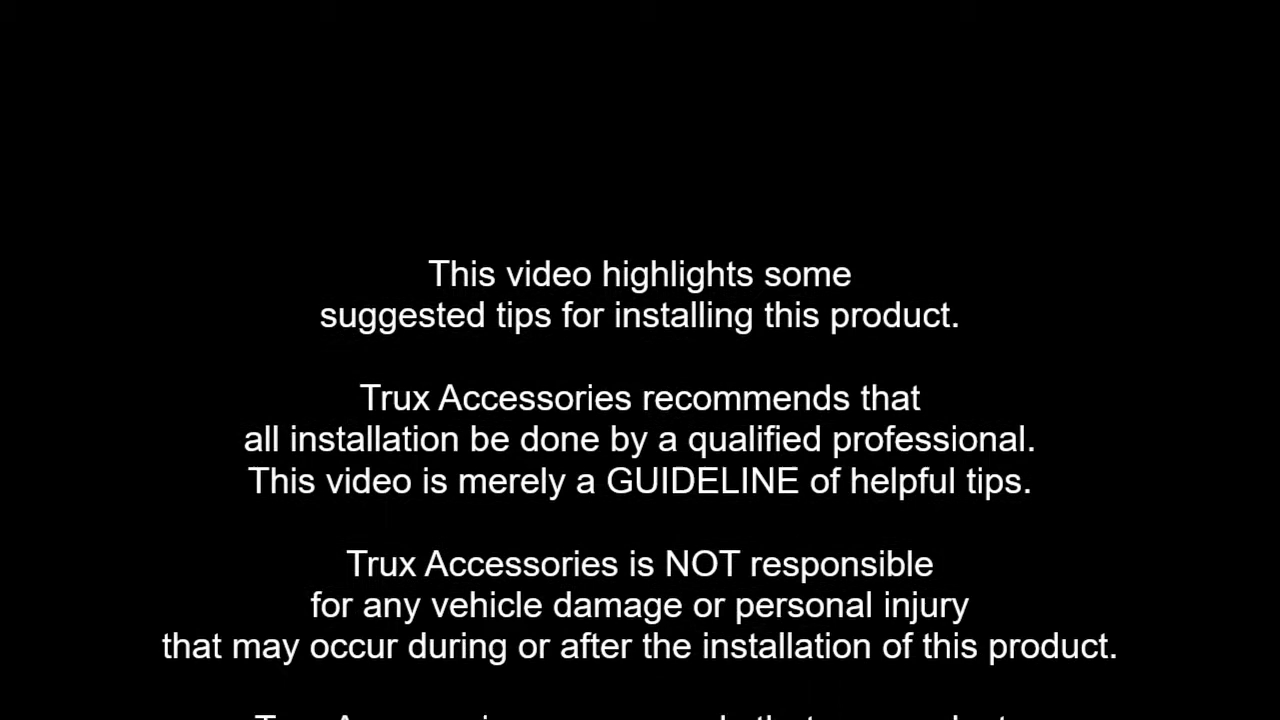 This video highlights some
suggested tips for installing this product.
Trux Accessories recommends that
all installation be done by a qualified professional.
This video is merely a GUIDELINE of helpful tips.
Trux Accessories is NOT responsible
for any vehicle damage or personal injury
that may occur during or after the installation of this product.